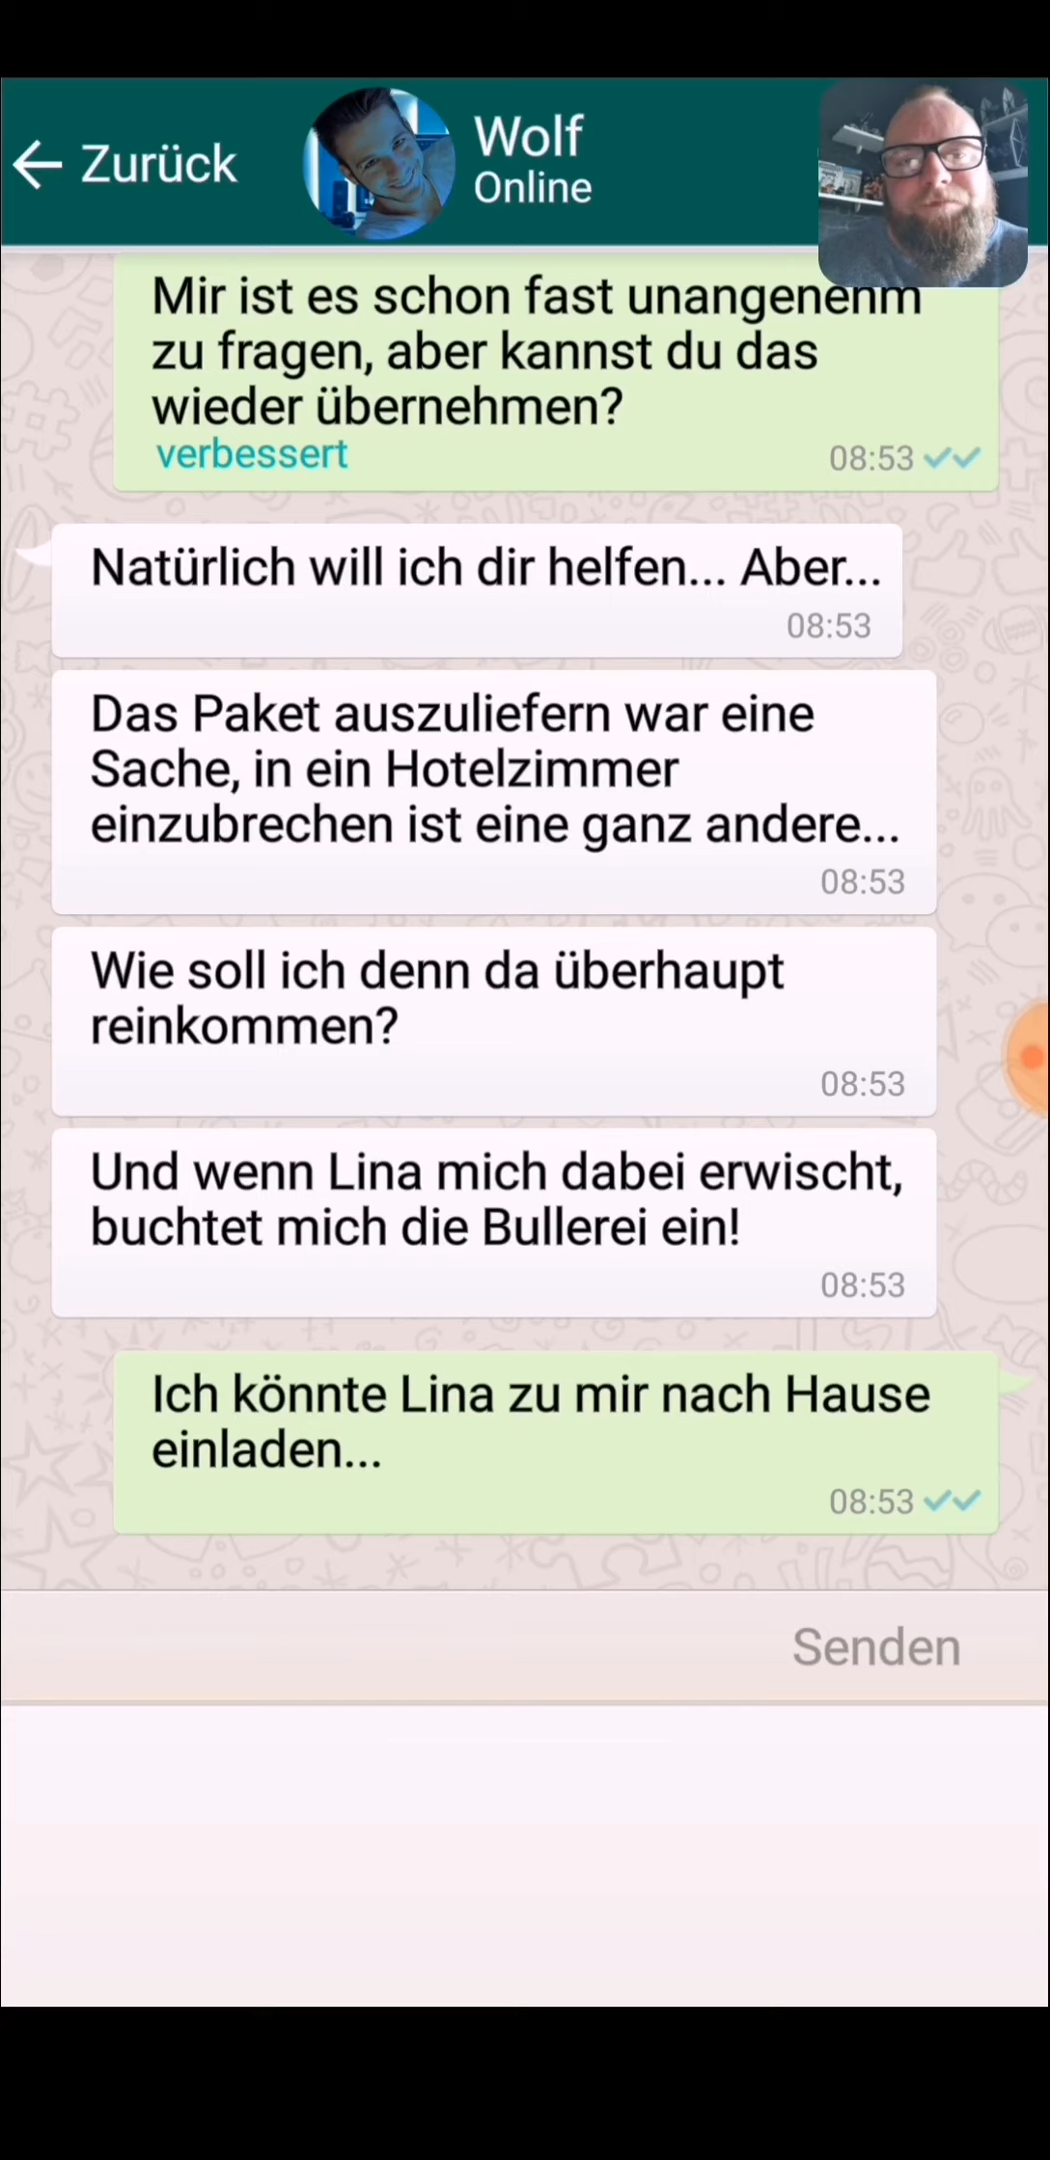 Zurück
Wolf
Online
Mir ist es schon fast unangenehm
zu fragen, aber kannst du das
wieder übernehmen?
verbessert
08:53
Natürlich will ich dir helfen... Aber...
08:53
Das Paket auszuliefern war eine
Sache, in ein Hotelzimmer
einzubrechen ist eine ganz andere...
08:53
Wie soll ich denn da überhaupt
reinkommen?
08:53
Und wenn Lina mich dabei erwischt,
buchtet mich die Bullerei ein!
08:53
Ich könnte Lina zu mir nach Hause
einladen...
08:53
Senden